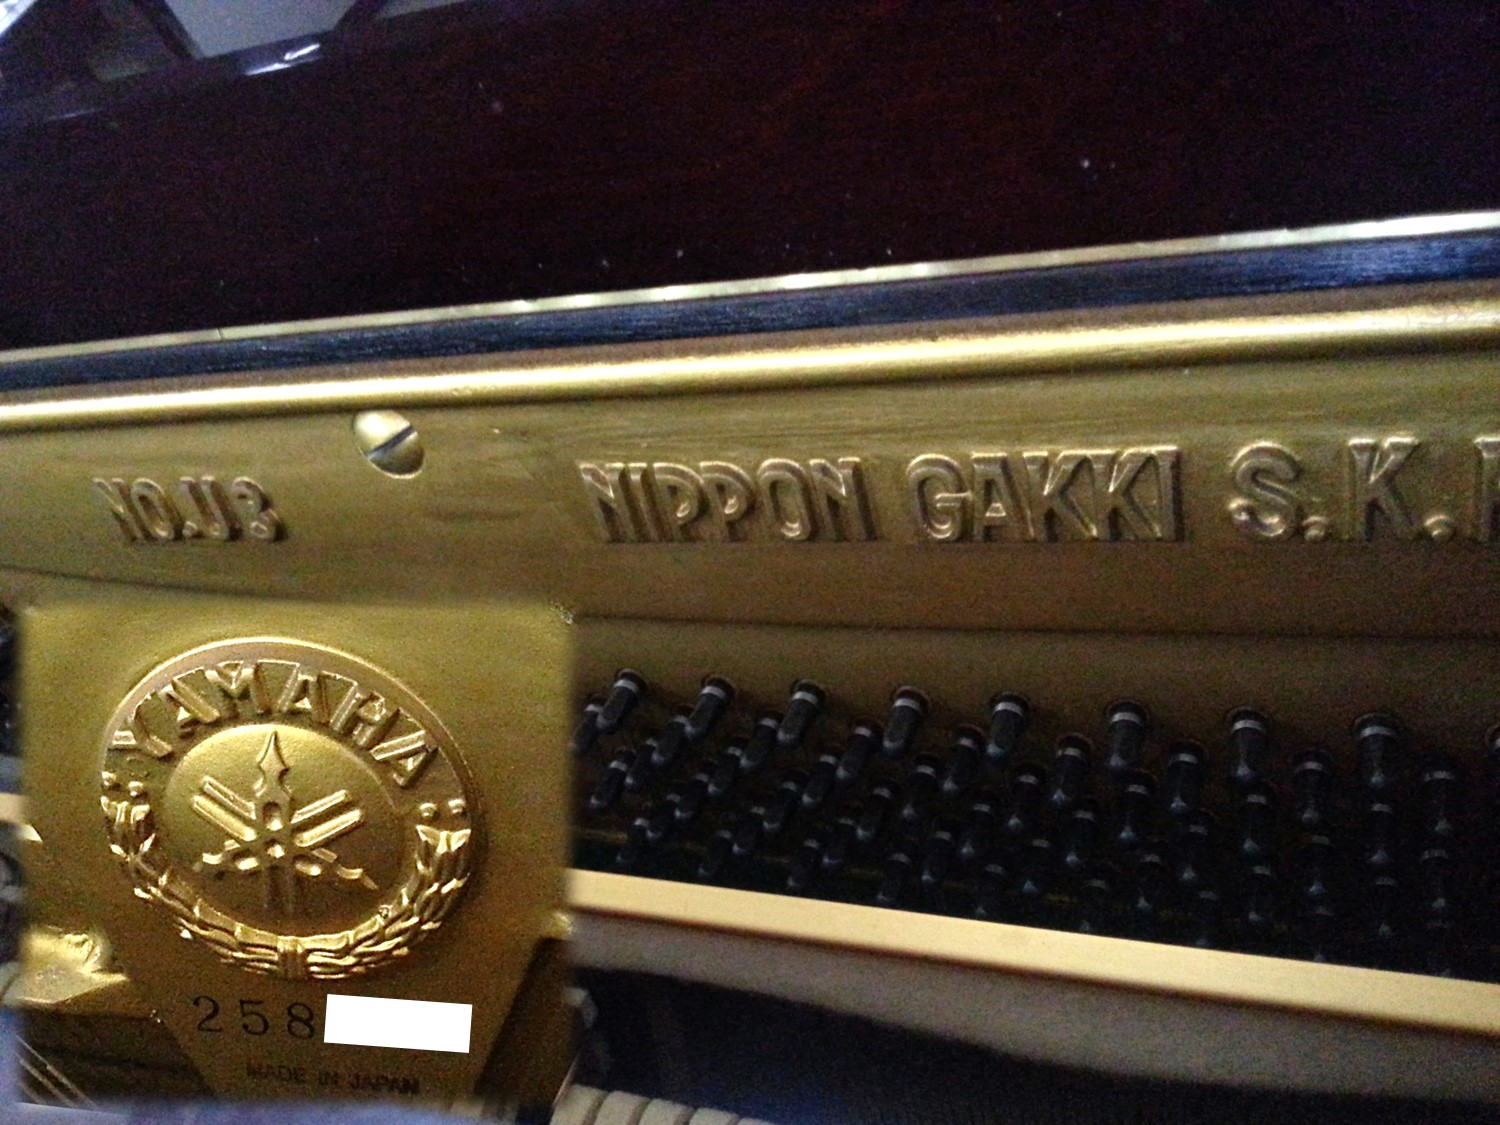 NO.U3
NIPPON GAKKI S.K.
YAMAHA
258
MADE IN JAPAN